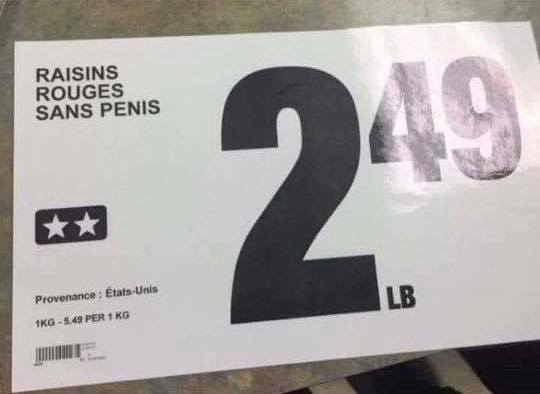 RAISINS
ROUGES
SANS PENIS
2 49
LB
Provenance : États-Unis
1KG - 5.49 PER 1 KG